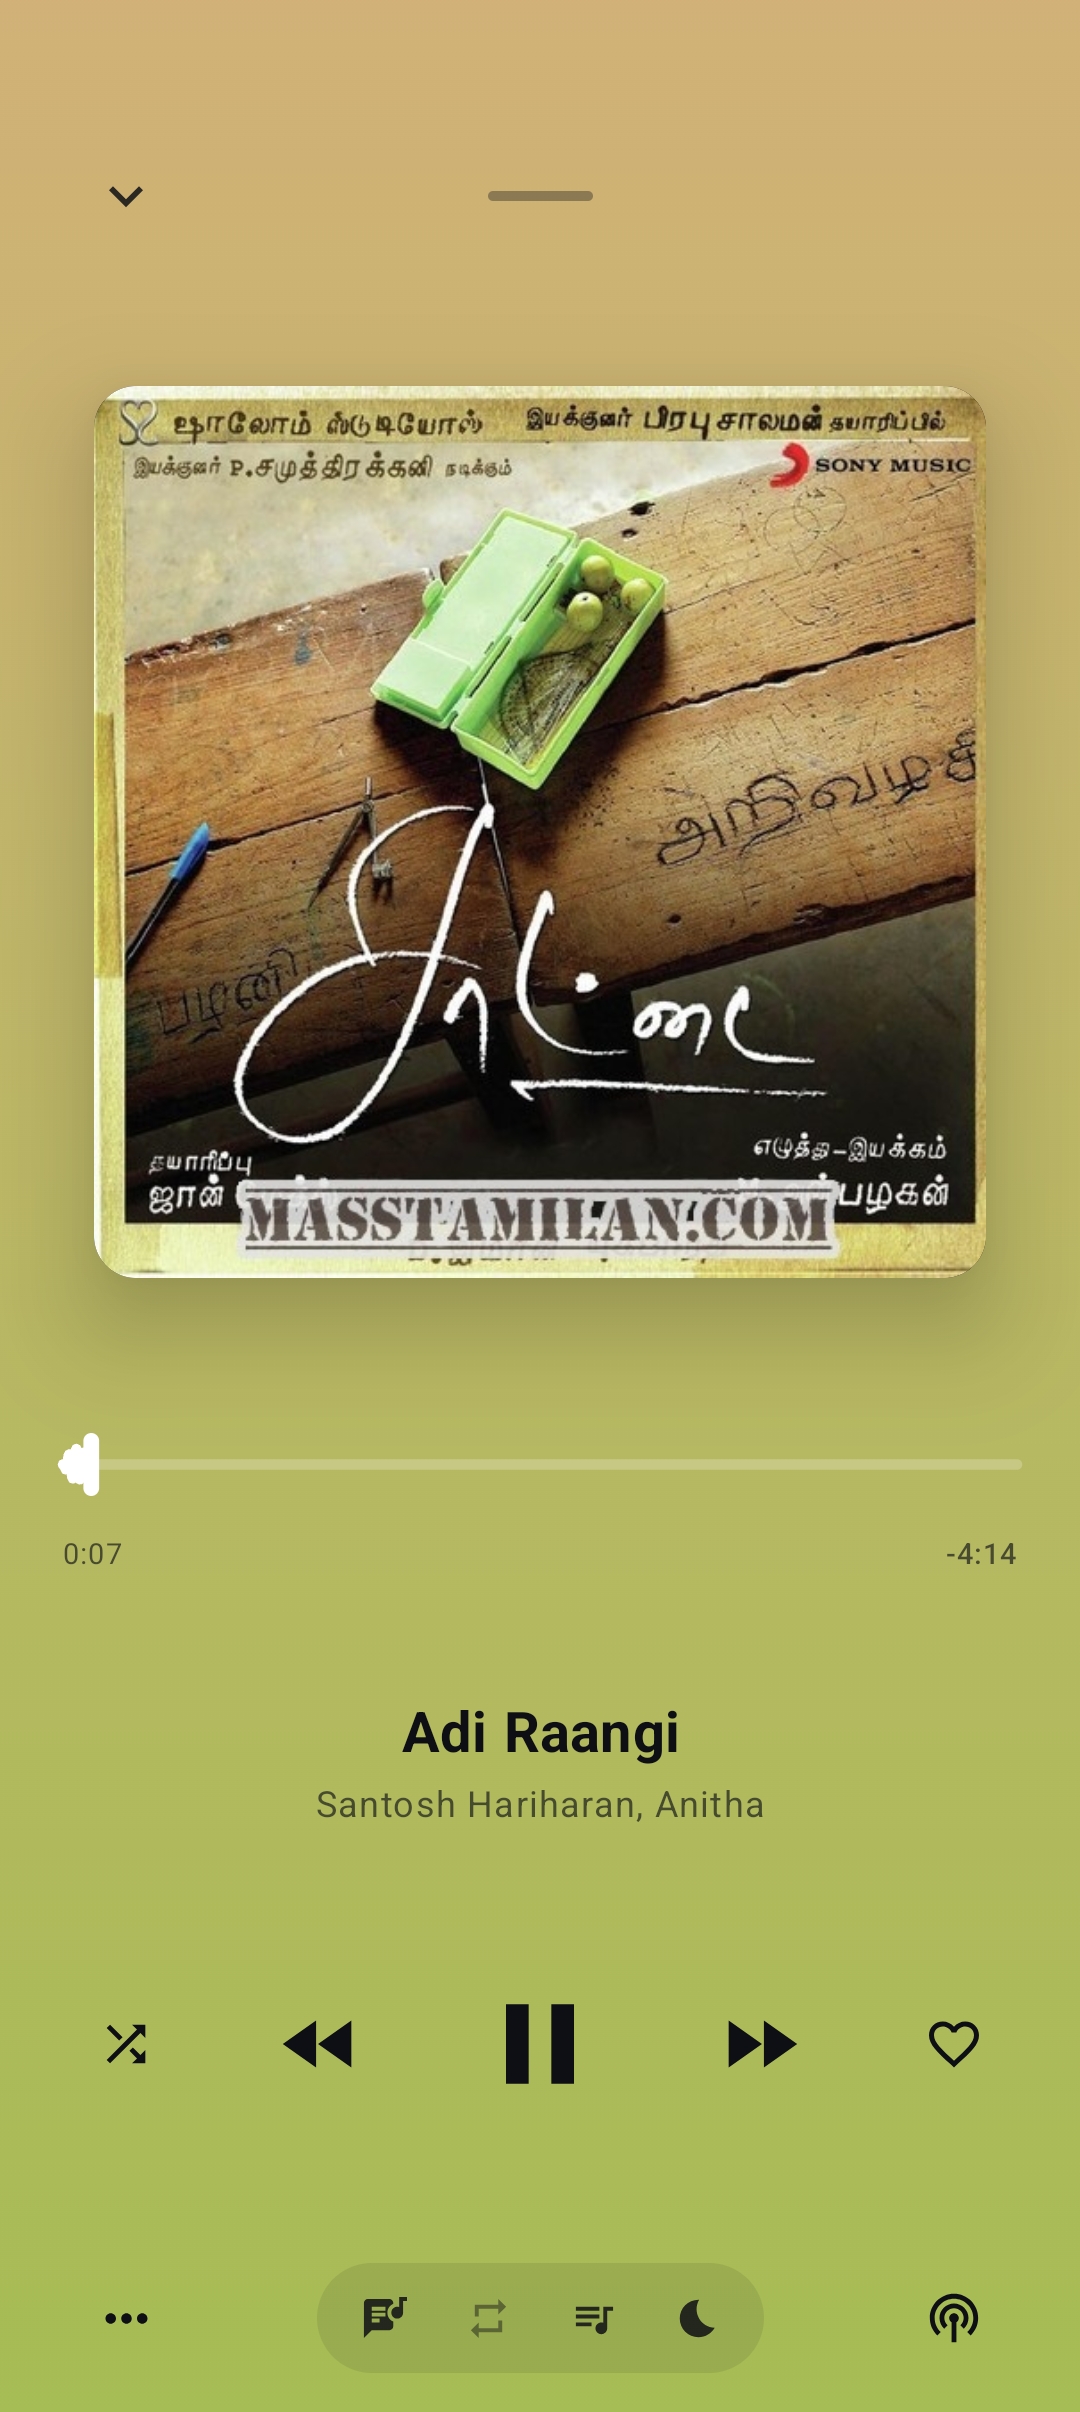 ஷாலோம் ஸ்டுடியோஸ் இயக்குனர் பிரபு சாலமன் தயாரிப்பில்
இயக்குனர் P.சமுத்திரக்கனி நடிக்கும்
SONY MUSIC
அறிவழகி
பழனி
சாட்டை
தயாரிப்பு
எழுத்து-இயக்கம்
ஜான்
MASSTAMILAN.COM
0:07
-4:14
Adi Raangi
Santosh Hariharan, Anitha